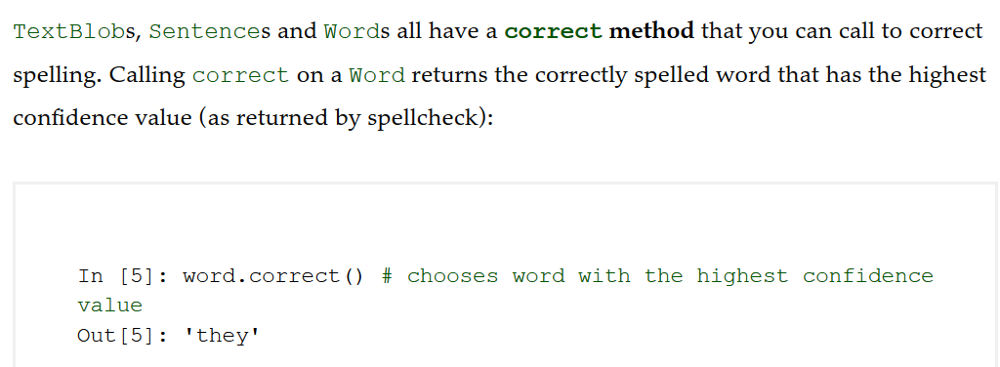 TextBlobs, Sentences and Words all have a correct method that you can call to correct
spelling. Calling correct on a Word returns the correctly spelled word that has the highest
confidence value (as returned by spellcheck):
In [5]: word.correct() # chooses word with the highest confidence
value
Out[5]: 'they'